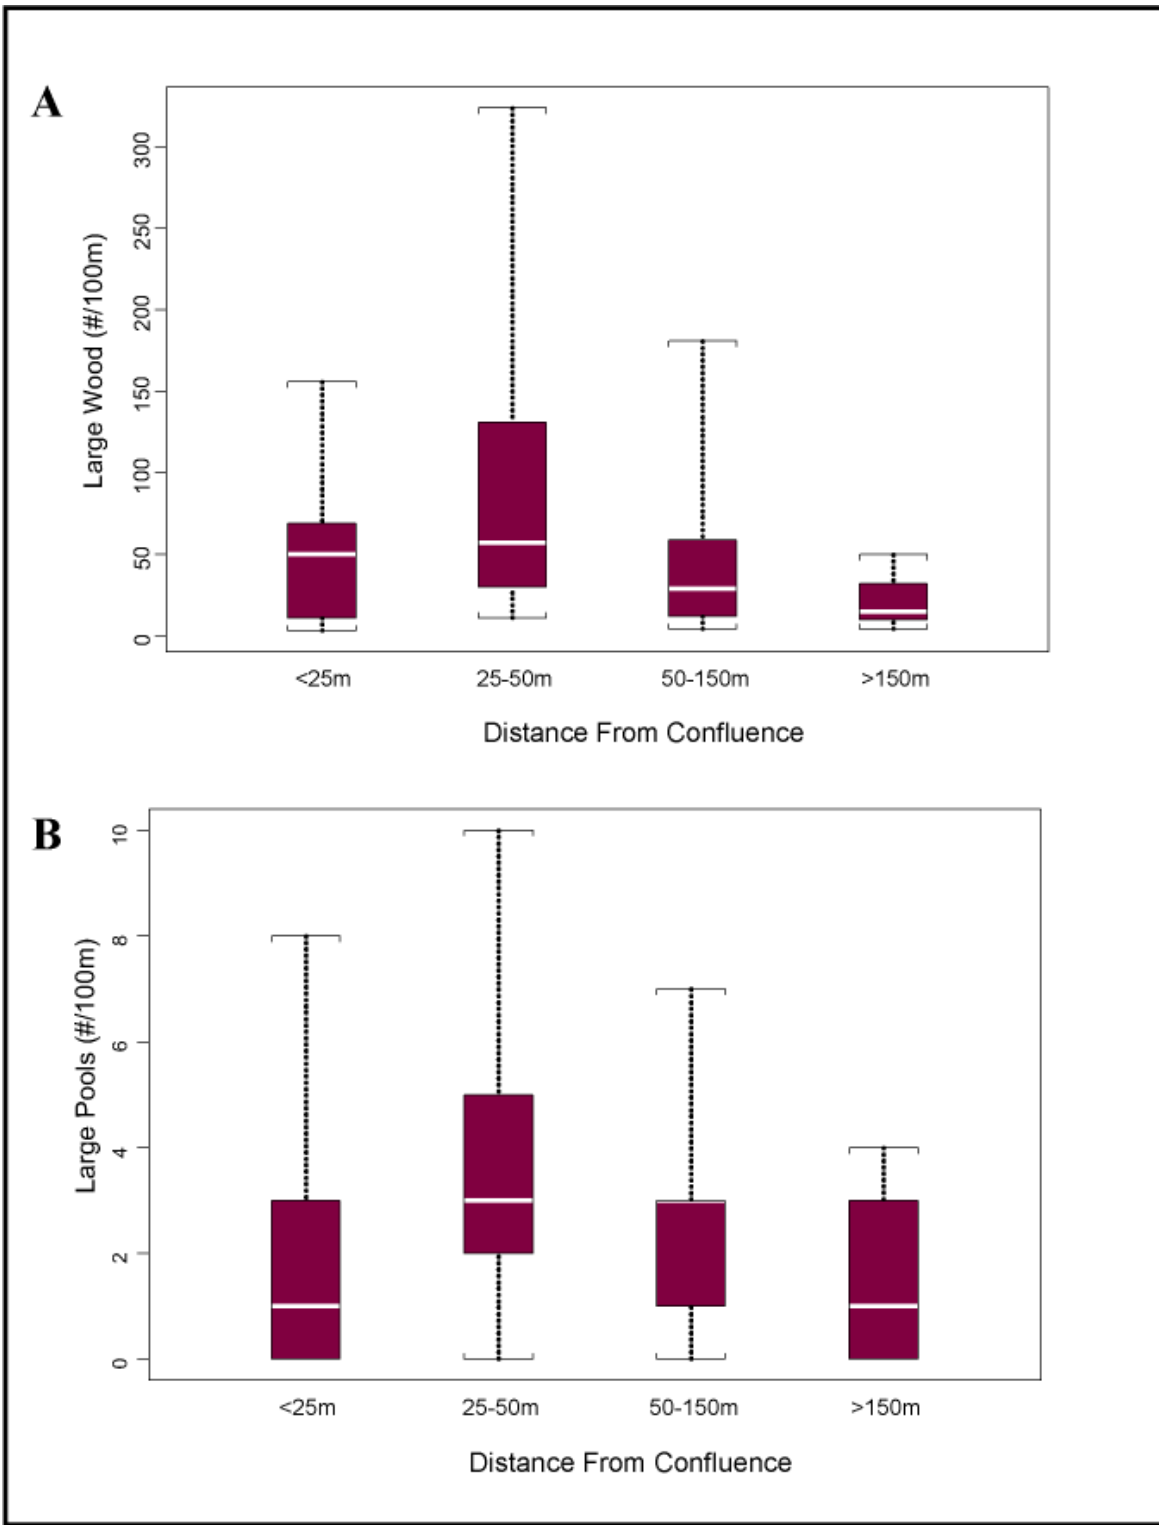 A
300
250
200
150
100
50
0
Large Wood (#/100m)
<25m 25-50m 50-150m >150m
Distance From Confluence
B
10
8
6
4
2
0
Large Pools (#/100m)
<25m 25-50m 50-150m >150m
Distance From Confluence